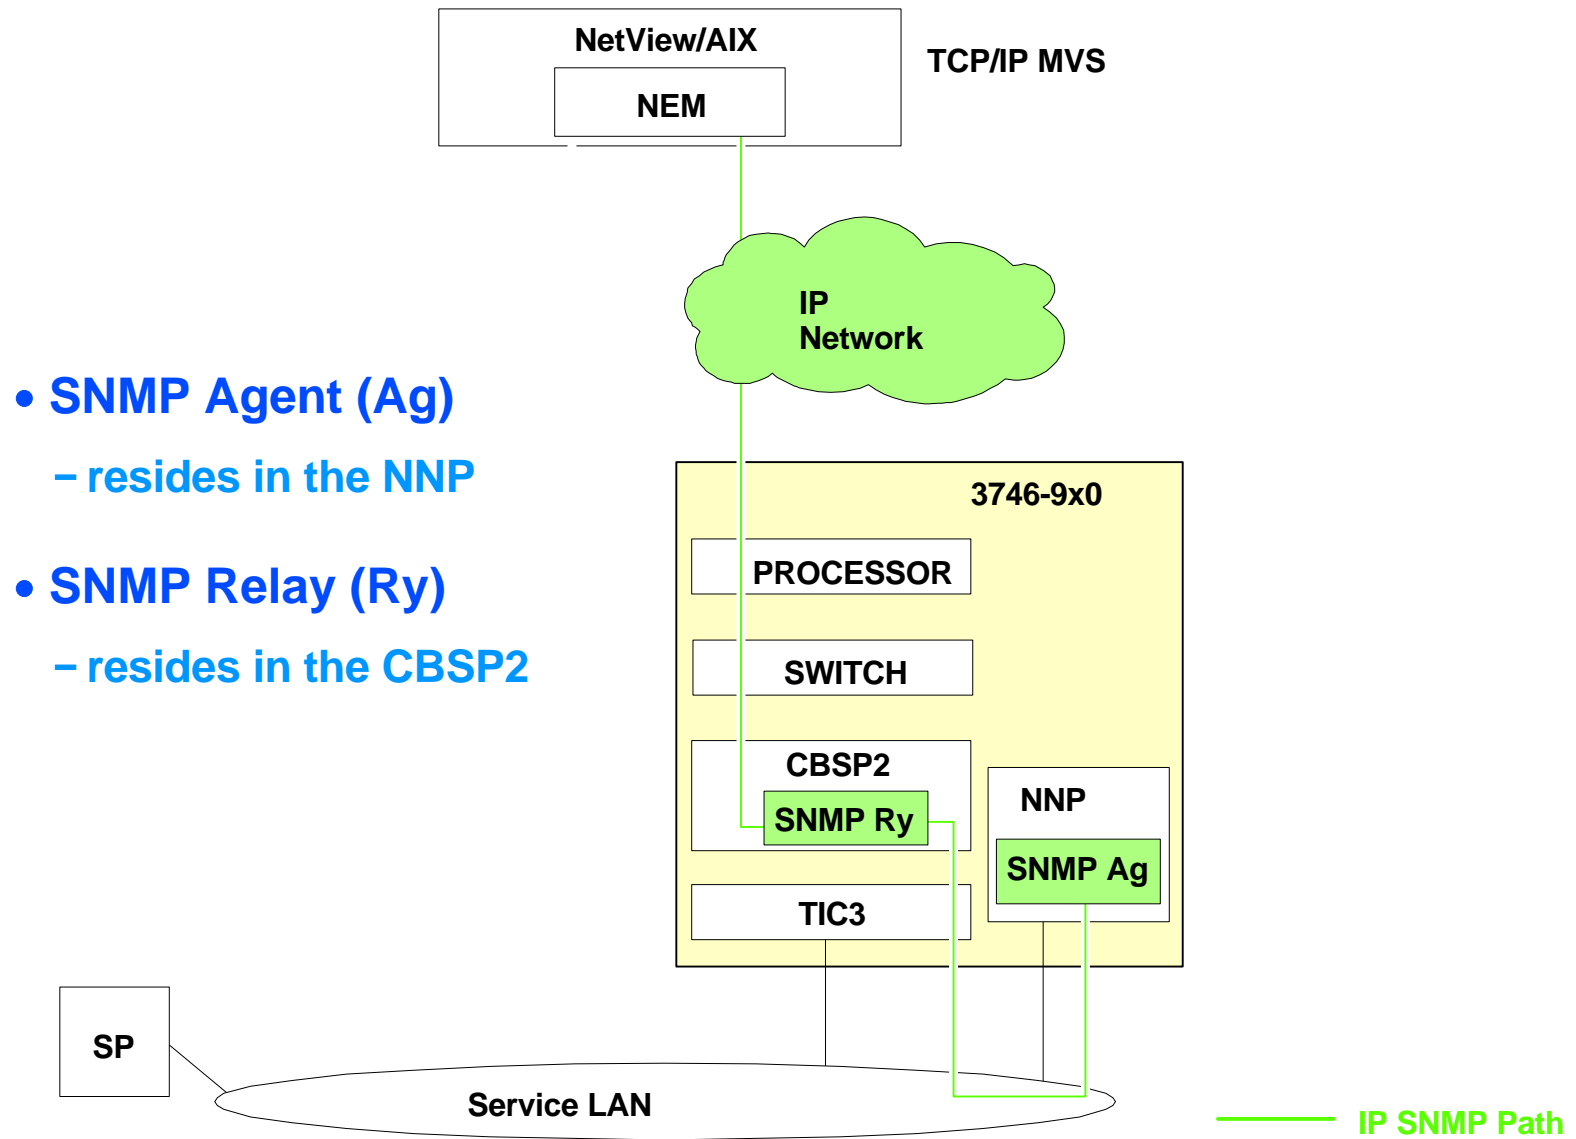 NetView/AIX
TCP/IP MVS
NEM
IP
Network
• SNMP Agent (Ag)
– resides in the NNP
• SNMP Relay (Ry)
– resides in the CBSP2
3746-9x0
PROCESSOR
SWITCH
CBSP2
SNMP Ry
NNP
SNMP Ag
TIC3
SP
Service LAN
IP SNMP Path